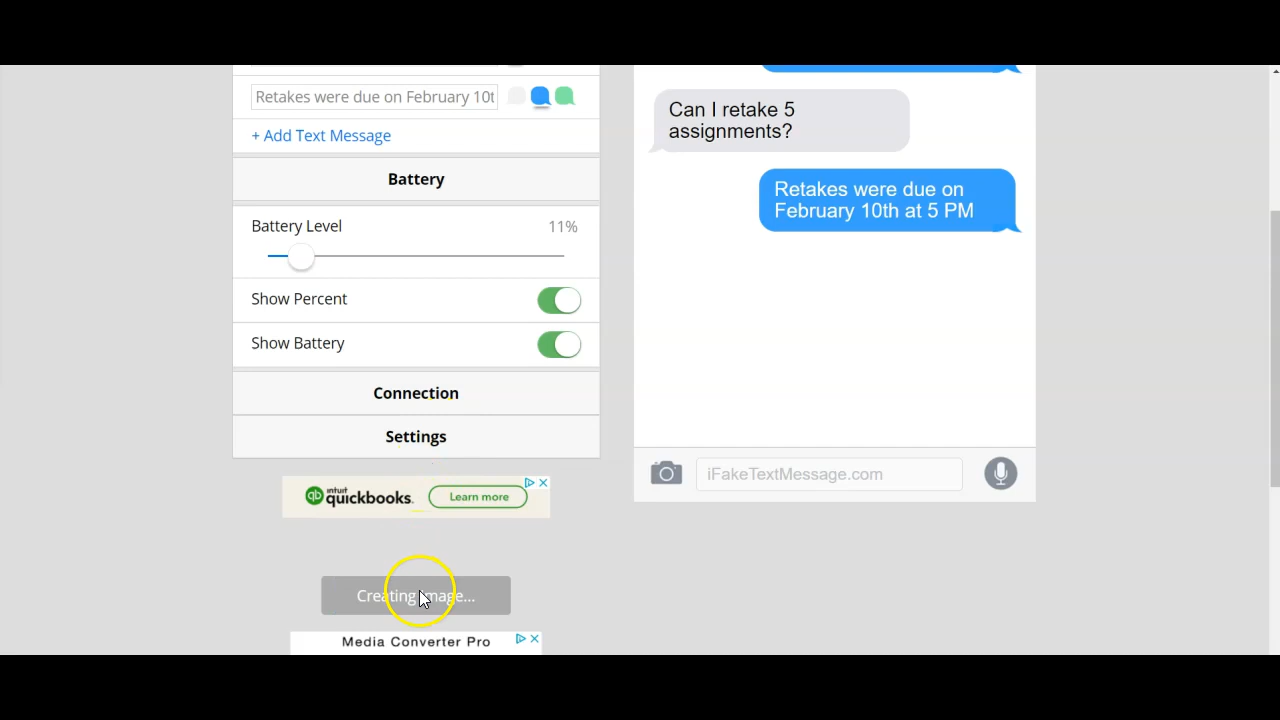 Retakes were due on February 10t
+ Add Text Message
Battery
Battery Level 11%
Show Percent
Show Battery
Connection
Settings
intuit
quickbooks.
Learn more
Creating image...
Media Converter Pro
Can I retake 5
assignments?
Retakes were due on
February 10th at 5 PM
iFakeTextMessage.com